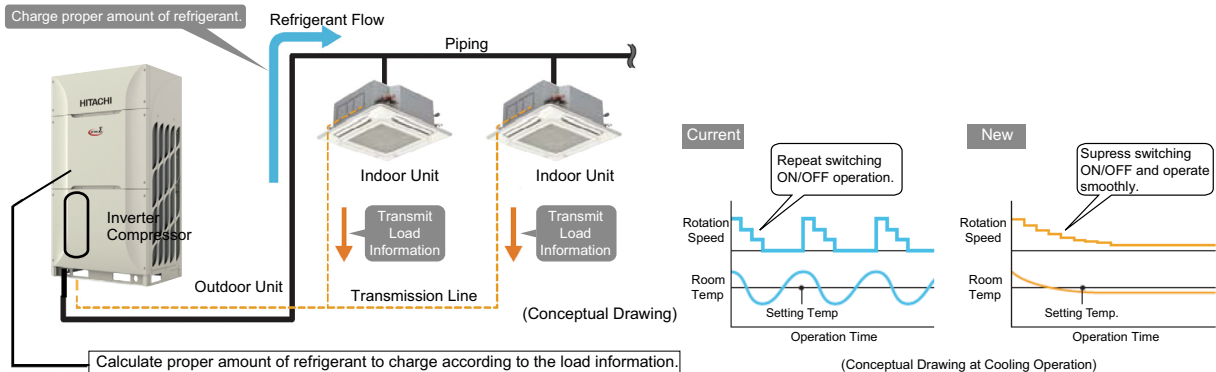 Charge proper amount of refrigerant.
Refrigerant Flow
Piping
HITACHI
Indoor Unit
Indoor Unit
Inverter
Compressor
Transmit
Load
Information
Transmit
Load
Information
Outdoor Unit
Transmission Line
(Conceptual Drawing)
Calculate proper amount of refrigerant to charge according to the load information.
Current
Repeat switching
ON/OFF operation.
Rotation
Speed
Room
Temp
Setting Temp
Operation Time
New
Supress switching
ON/OFF and operate
smoothly.
Rotation
Speed
Room
Temp
Setting Temp.
Operation Time
(Conceptual Drawing at Cooling Operation)